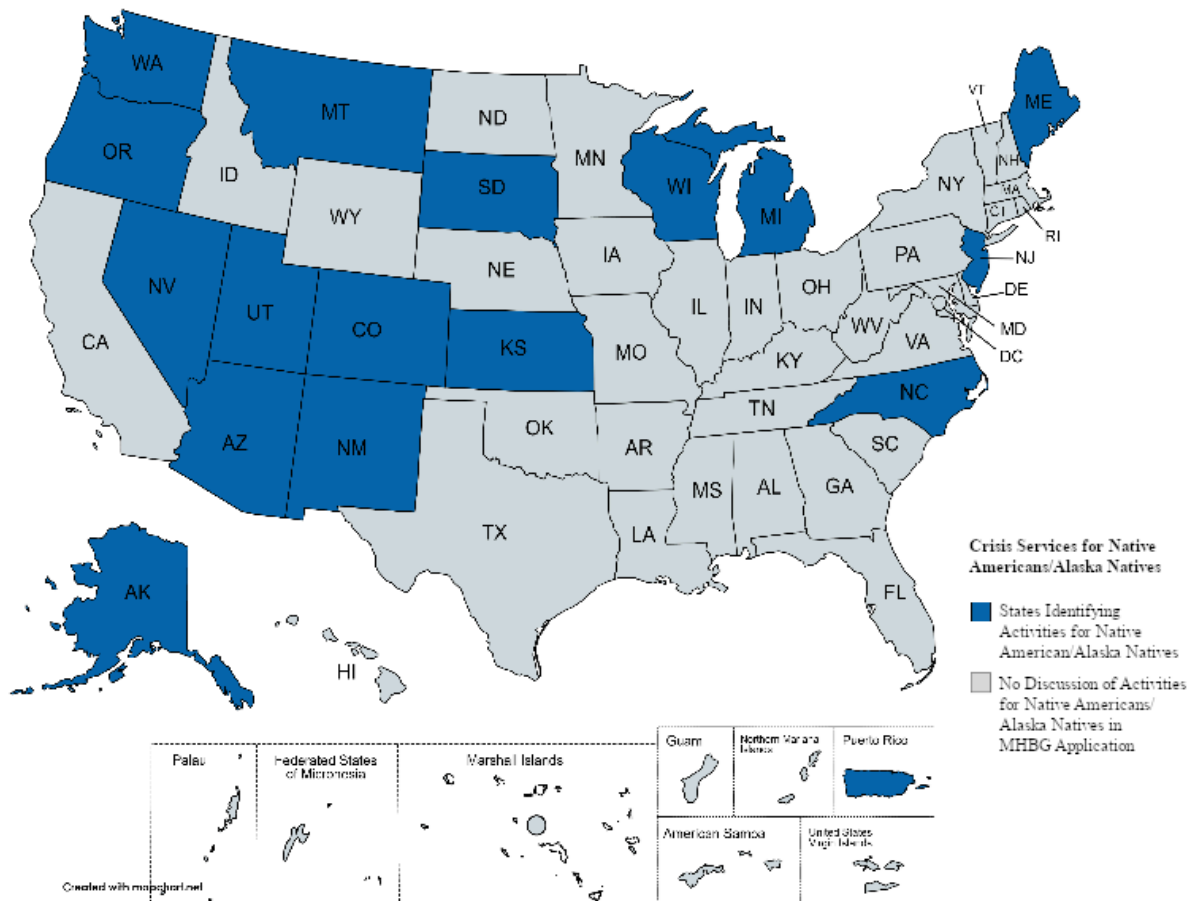 WA
MT
ND
MN
VT
ME
OR
ID
SD
WI
NH
NY
MA
WY
MI
CT
RI
IA
PA
NE
NJ
NV
OH
DE
UT
IL
IN
CO
WV
MD
CA
KS
MO
VA
DC
KY
NC
TN
OK
AZ
NM
AR
SC
MS
AL
GA
TX
LA
Crisis Services for Native
Americans/Alaska Natives
AK
FL
States Identifying
Activities for Native
American/Alaska Natives
HI
No Discussion of Activities
for Native Americans/
Alaska Natives in
MHBG Application
Palau
Federated States
of Micronesia
Marshall Islands
Guam
Northern Mariana
Islands
Puerto Rico
American Samoa
United States
Virgin Islands
Created with mapchart.net